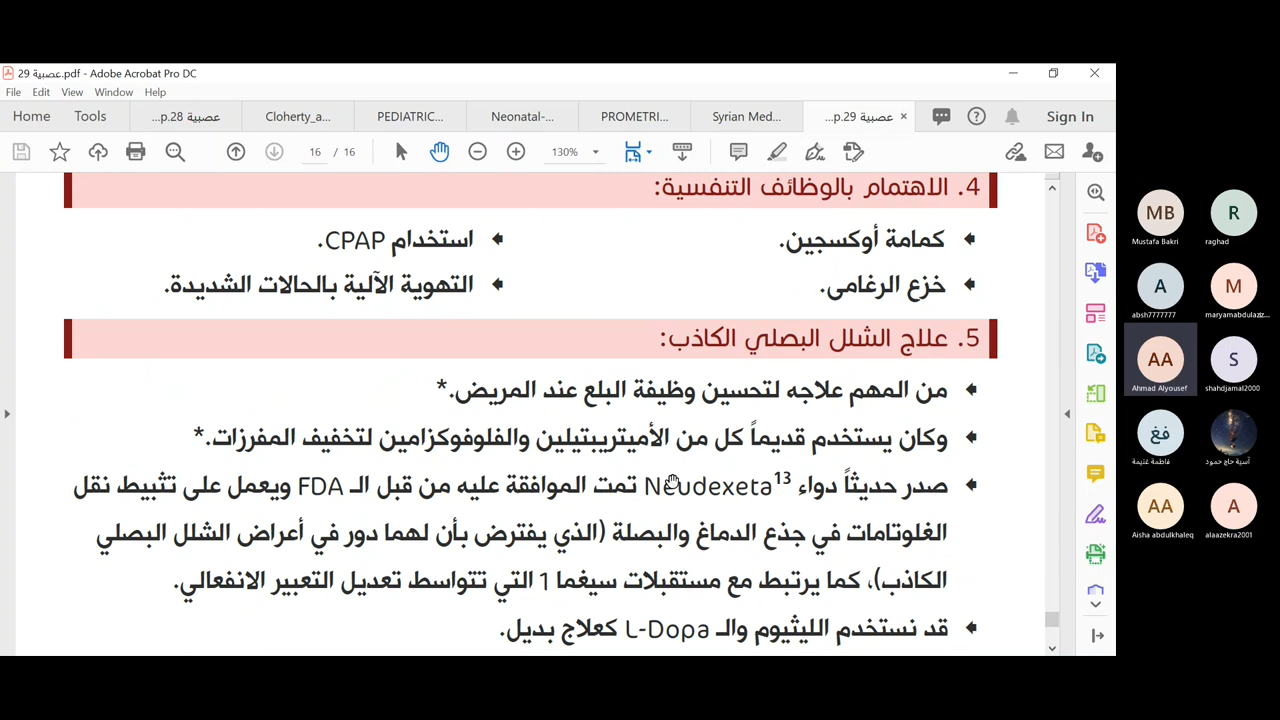 عصبية 29.pdf - Adobe Acrobat Pro DC
File Edit View Window Help
Home Tools عصبية 28.p... Cloherty_a... PEDIATRIC... Neonatal-... PROMETRI... Syrian Med... عصبية 29.p... × Sign In
16 / 16 130%
4. الاهتمام بالوظائف التنفسية:
كمامة أوكسجين.
استخدام CPAP.
خزع الرغامى.
التهوية الآلية بالحالات الشديدة.
5. علاج الشلل البصلي الكاذب:
من المهم علاجه لتحسين وظيفة البلع عند المريض.*
وكان يستخدم قديماً كل من الأميتريبتيلين والفلوفوكزامين لتخفيف المفرزات.*
صدر حديثاً دواء Neudexeta13 تمت الموافقة عليه من قبل الـ FDA ويعمل على تثبيط نقل
الغلوتامات في جذع الدماغ والبصلة (الذي يفترض بأن لهما دور في أعراض الشلل البصلي
الكاذب)، كما يرتبط مع مستقبلات سيغما 1 التي تتواسط تعديل التعبير الانفعالي.
قد نستخدم الليثيوم والـ L-Dopa كعلاج بديل.
MB R
Mustafa Bakri raghad
A M
absh7777777 maryamabdulaziz...
AA S
Ahmad Alyousef shahdjamal2000
فغ
فاطمة غنيمة آسية حاج حمود
AA A
Aisha abdulkhaleq alaazekra2001